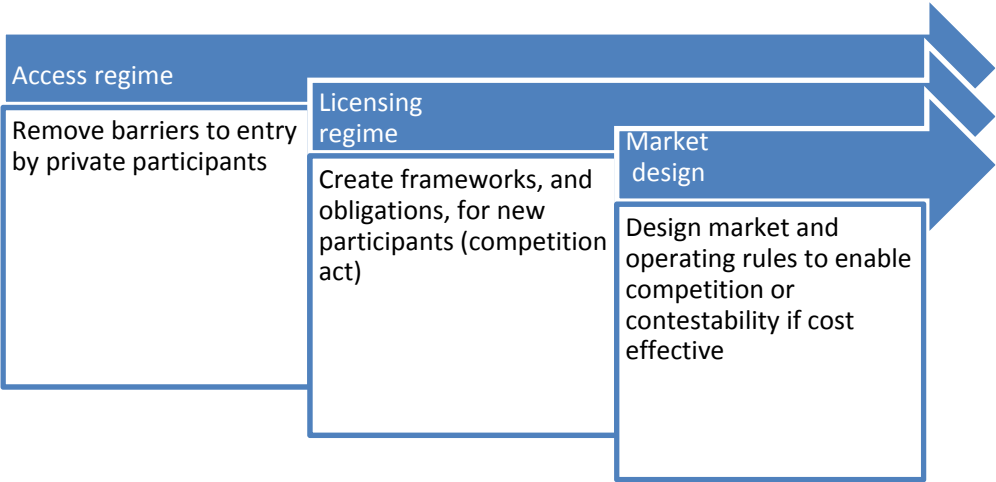 Access regime
Remove barriers to entry
by private participants
Licensing
regime
Create frameworks, and
obligations, for new
participants (competition
act)
Market
design
Design market and
operating rules to enable
competition or
contestability if cost
effective